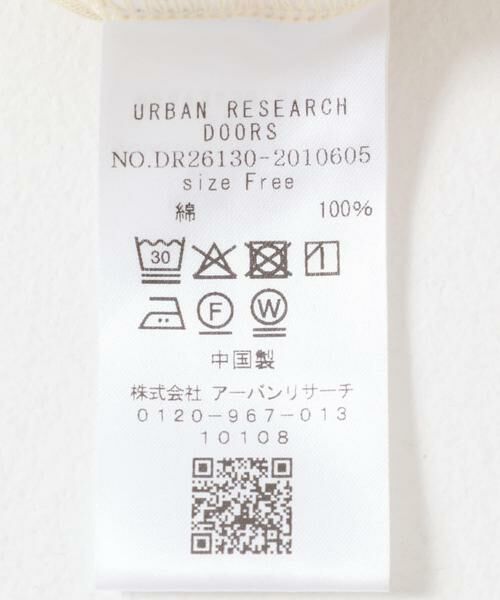 URBAN RESEARCH
DOORS
NO.DR26130-2010605
size Free
綿 100%
30
F W
中国製
株式会社 アーバンリサーチ
0120-967-013
10108